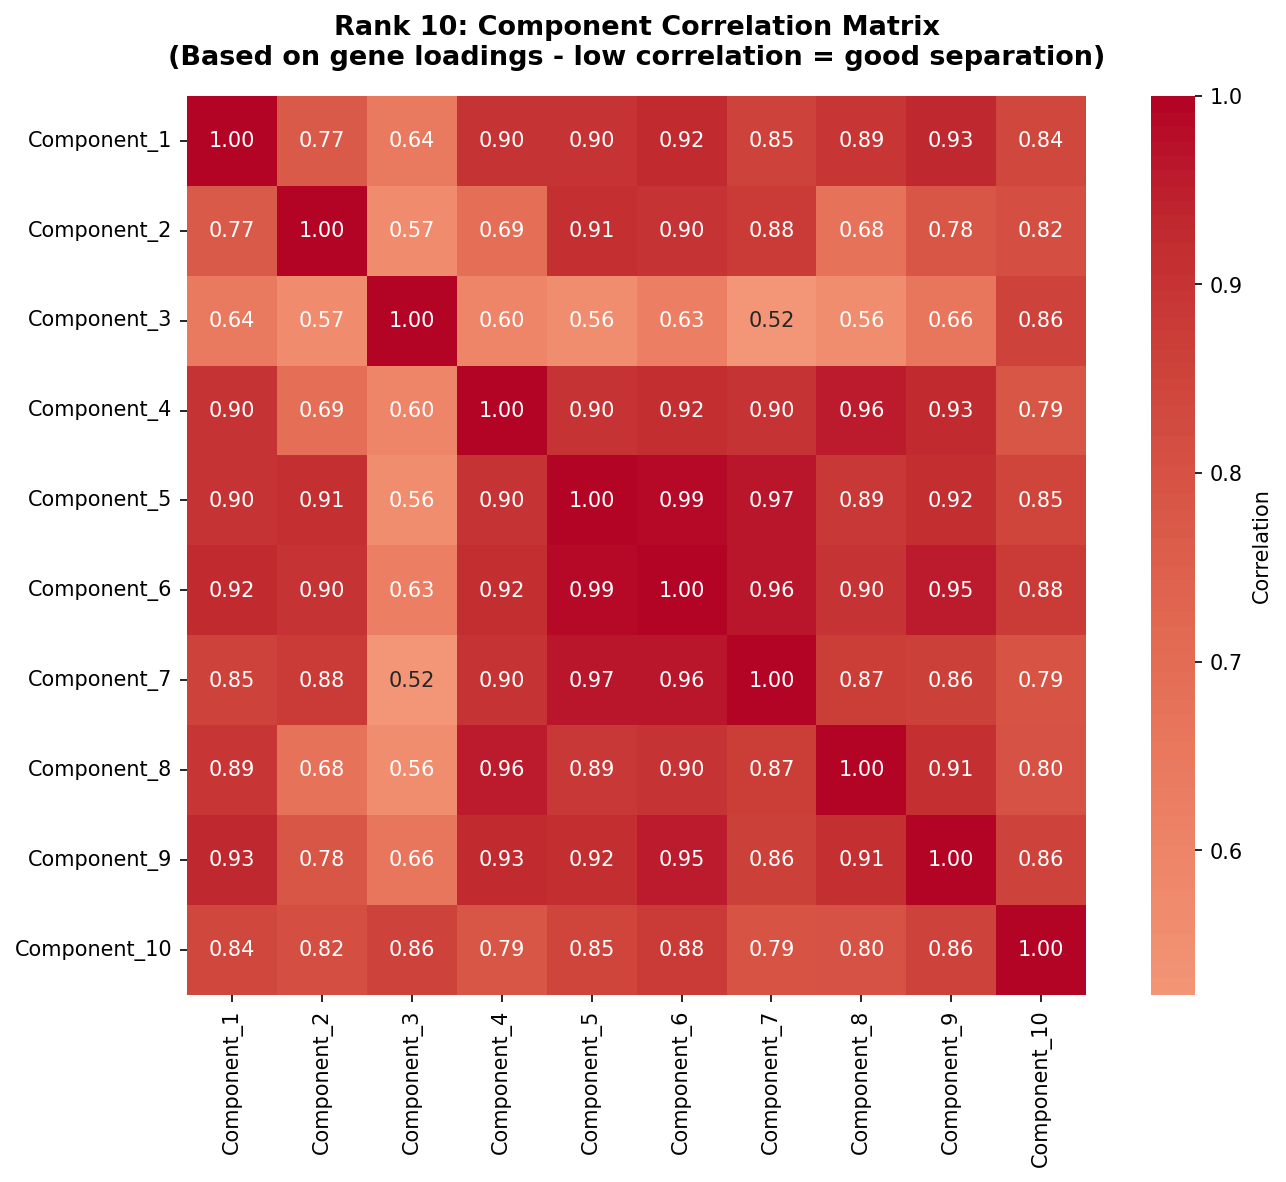 Rank 10: Component Correlation Matrix
(Based on gene loadings - low correlation = good separation)
Component_1 1.00 0.77 0.64 0.90 0.90 0.92 0.85 0.89 0.93 0.84
Component_2 0.77 1.00 0.57 0.69 0.91 0.90 0.88 0.68 0.78 0.82
Component_3 0.64 0.57 1.00 0.60 0.56 0.63 0.52 0.56 0.66 0.86
Component_4 0.90 0.69 0.60 1.00 0.90 0.92 0.90 0.96 0.93 0.79
Component_5 0.90 0.91 0.56 0.90 1.00 0.99 0.97 0.89 0.92 0.85
Component_6 0.92 0.90 0.63 0.92 0.99 1.00 0.96 0.90 0.95 0.88
Component_7 0.85 0.88 0.52 0.90 0.97 0.96 1.00 0.87 0.86 0.79
Component_8 0.89 0.68 0.56 0.96 0.89 0.90 0.87 1.00 0.91 0.80
Component_9 0.93 0.78 0.66 0.93 0.92 0.95 0.86 0.91 1.00 0.86
Component_10 0.84 0.82 0.86 0.79 0.85 0.88 0.79 0.80 0.86 1.00
Component_1
Component_2
Component_3
Component_4
Component_5
Component_6
Component_7
Component_8
Component_9
Component_10
1.0
0.9
0.8
0.7
0.6
Correlation